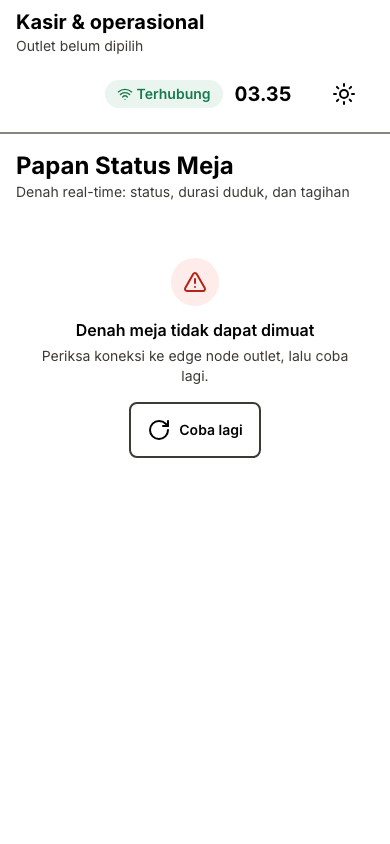 Kasir & operasional
Outlet belum dipilih
Terhubung 03.35
Papan Status Meja
Denah real-time: status, durasi duduk, dan tagihan
Denah meja tidak dapat dimuat
Periksa koneksi ke edge node outlet, lalu coba
lagi.
Coba lagi